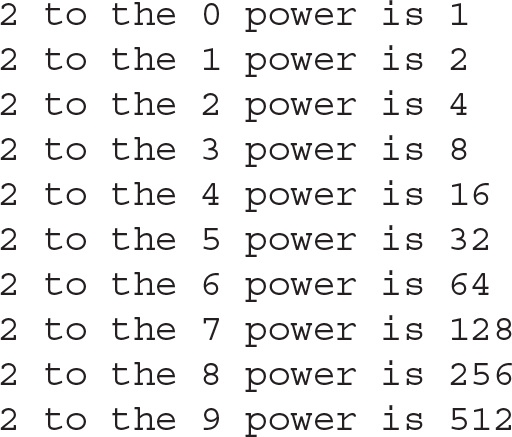 2 to the 0 power is 1
2 to the 1 power is 2
2 to the 2 power is 4
2 to the 3 power is 8
2 to the 4 power is 16
2 to the 5 power is 32
2 to the 6 power is 64
2 to the 7 power is 128
2 to the 8 power is 256
2 to the 9 power is 512